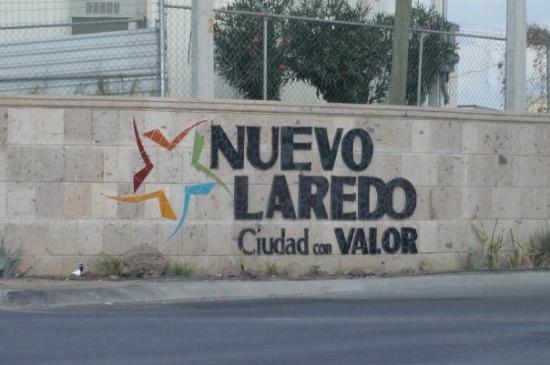 NUEVO
LAREDO
Ciudad con VALOR